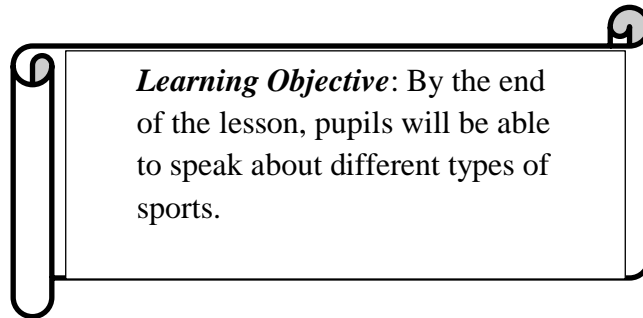 Learning Objective: By the end
of the lesson, pupils will be able
to speak about different types of
sports.